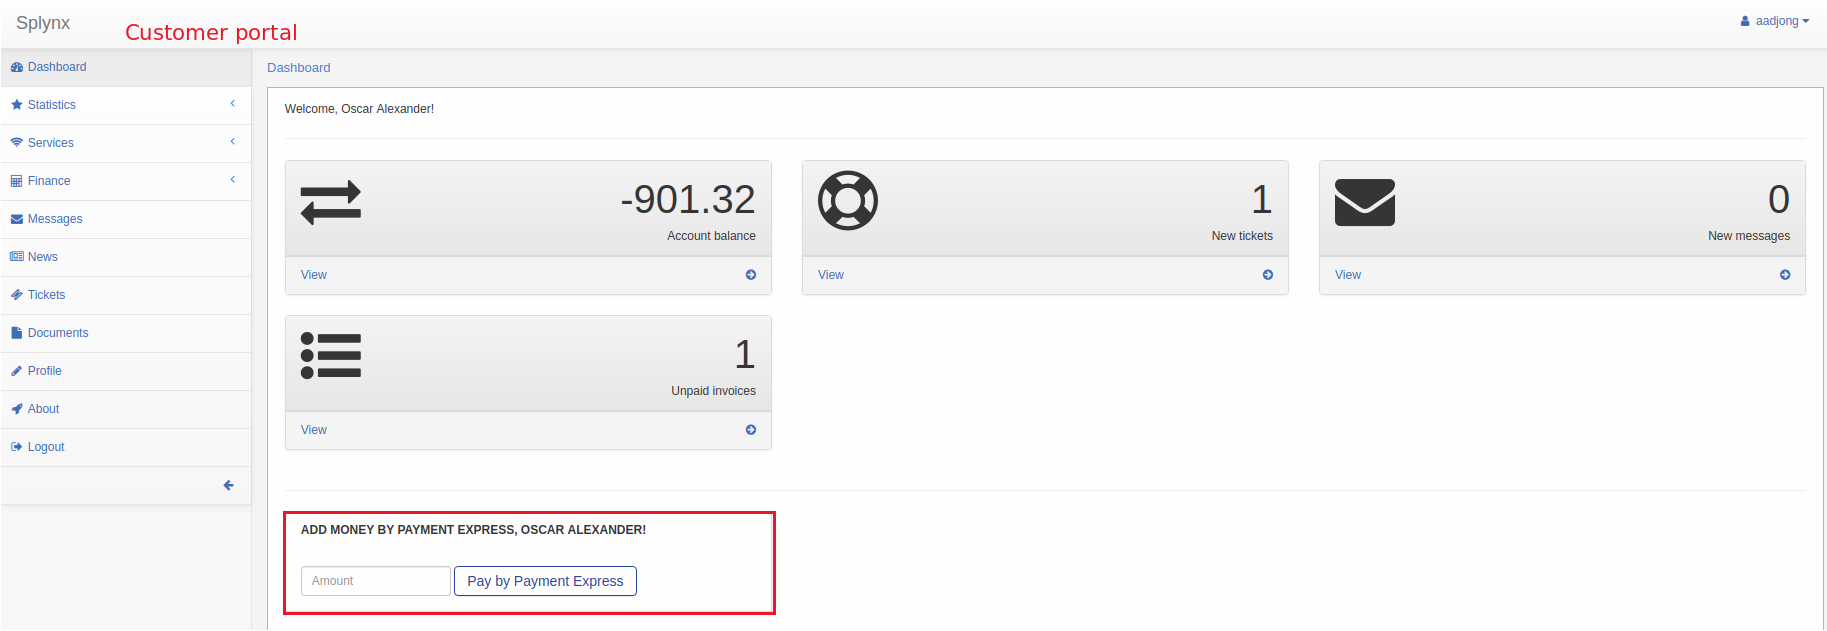 Splynx
Customer portal
aadjong
Dashboard
Statistics
Services
Finance
Messages
News
Tickets
Documents
Profile
About
Logout
Dashboard
Welcome, Oscar Alexander!
-901.32
Account balance
View
1
New tickets
View
0
New messages
View
1
Unpaid invoices
View
ADD MONEY BY PAYMENT EXPRESS, OSCAR ALEXANDER!
Amount
Pay by Payment Express